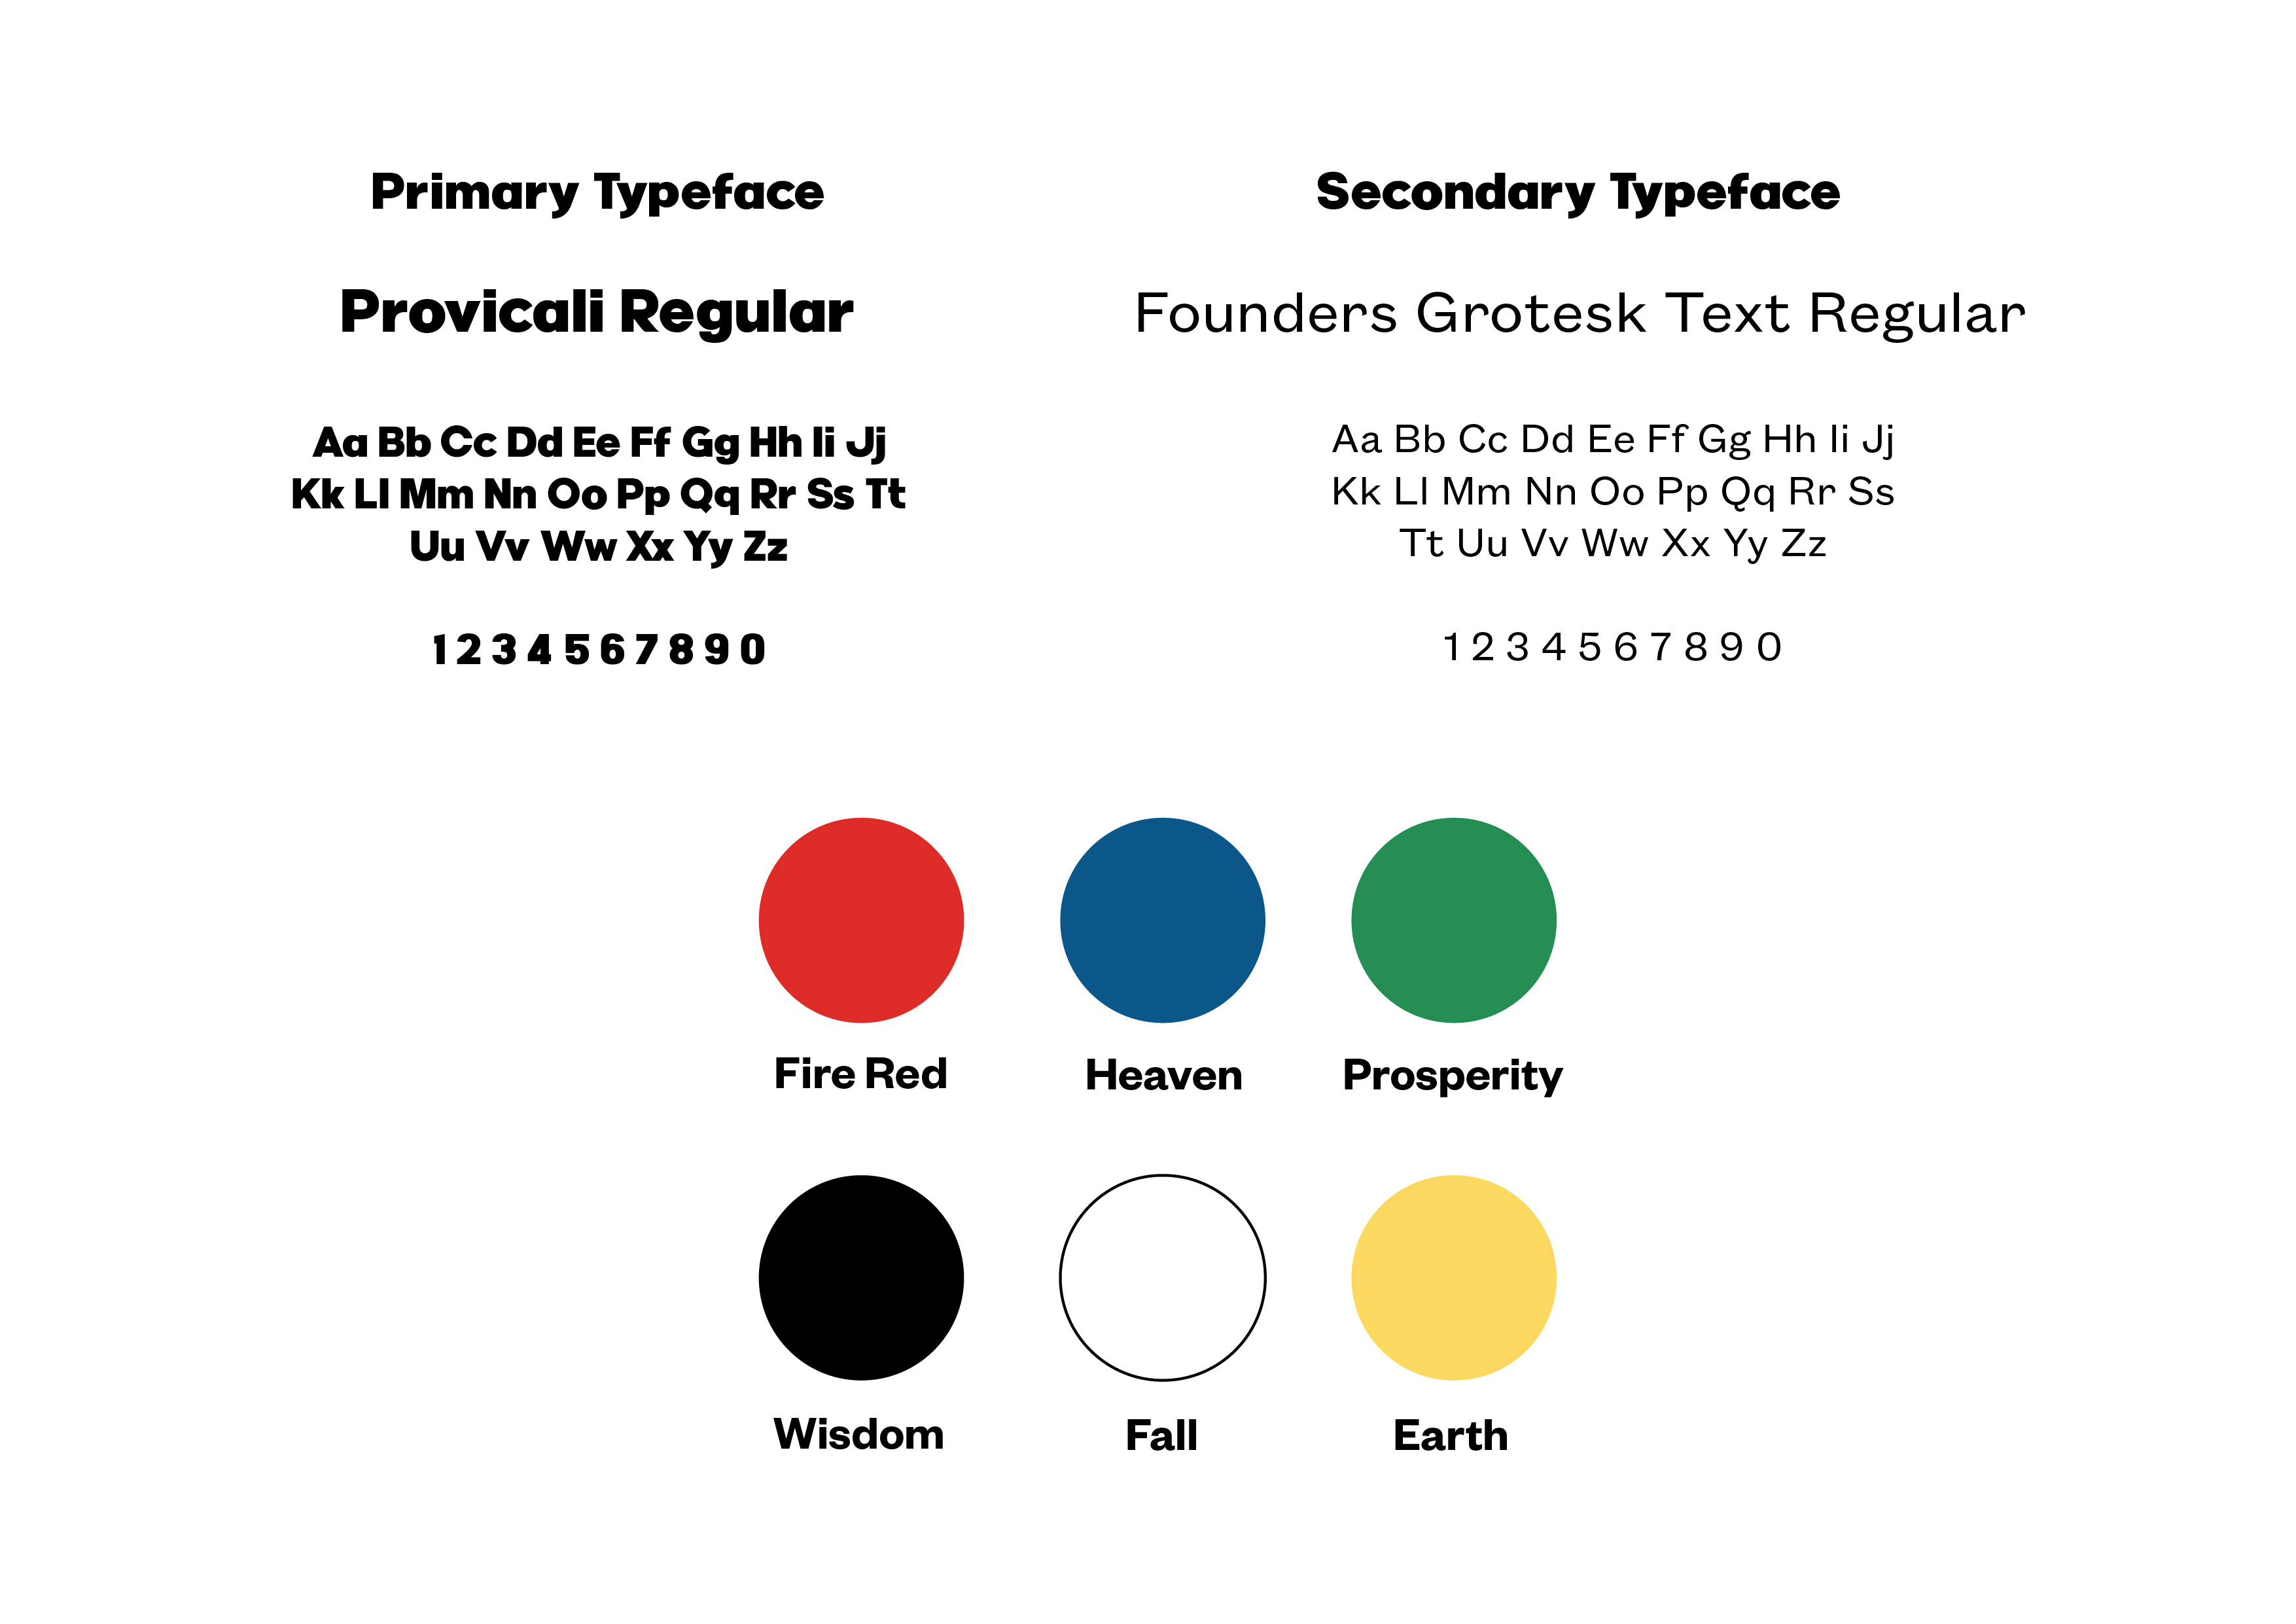 Primary Typeface
Provicali Regular
Aa Bb Cc Dd Ee Ff Gg Hh Ii Jj
Kk Ll Mm Nn Oo Pp Qq Rr Ss Tt
Uu Vv Ww Xx Yy Zz
1 2 3 4 5 6 7 8 9 0
Secondary Typeface
Founders Grotesk Text Regular
Aa Bb Cc Dd Ee Ff Gg Hh Ii Jj
Kk Ll Mm Nn Oo Pp Qq Rr Ss
Tt Uu Vv Ww Xx Yy Zz
1 2 3 4 5 6 7 8 9 0
Fire Red
Heaven
Prosperity
Wisdom
Fall
Earth